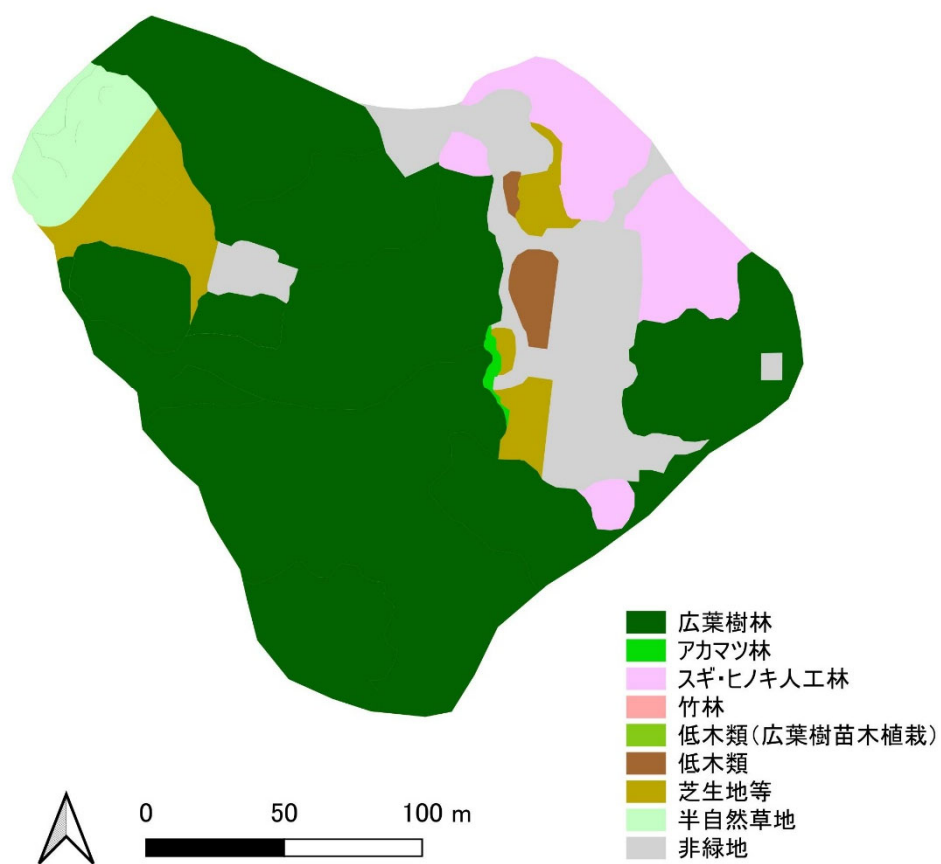 広葉樹林
アカマツ林
スギ・ヒノキ人工林
竹林
低木類(広葉樹苗木植栽)
低木類
芝生地等
半自然草地
非緑地
0 50 100 m